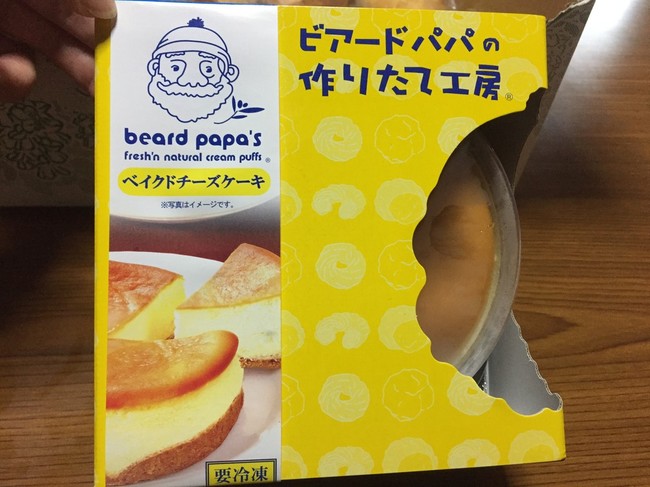 ビアードパパの
作りたて工房®
beard papa's
fresh'n natural cream puffs®
ベイクドチーズケーキ
※写真はイメージです。
要冷凍